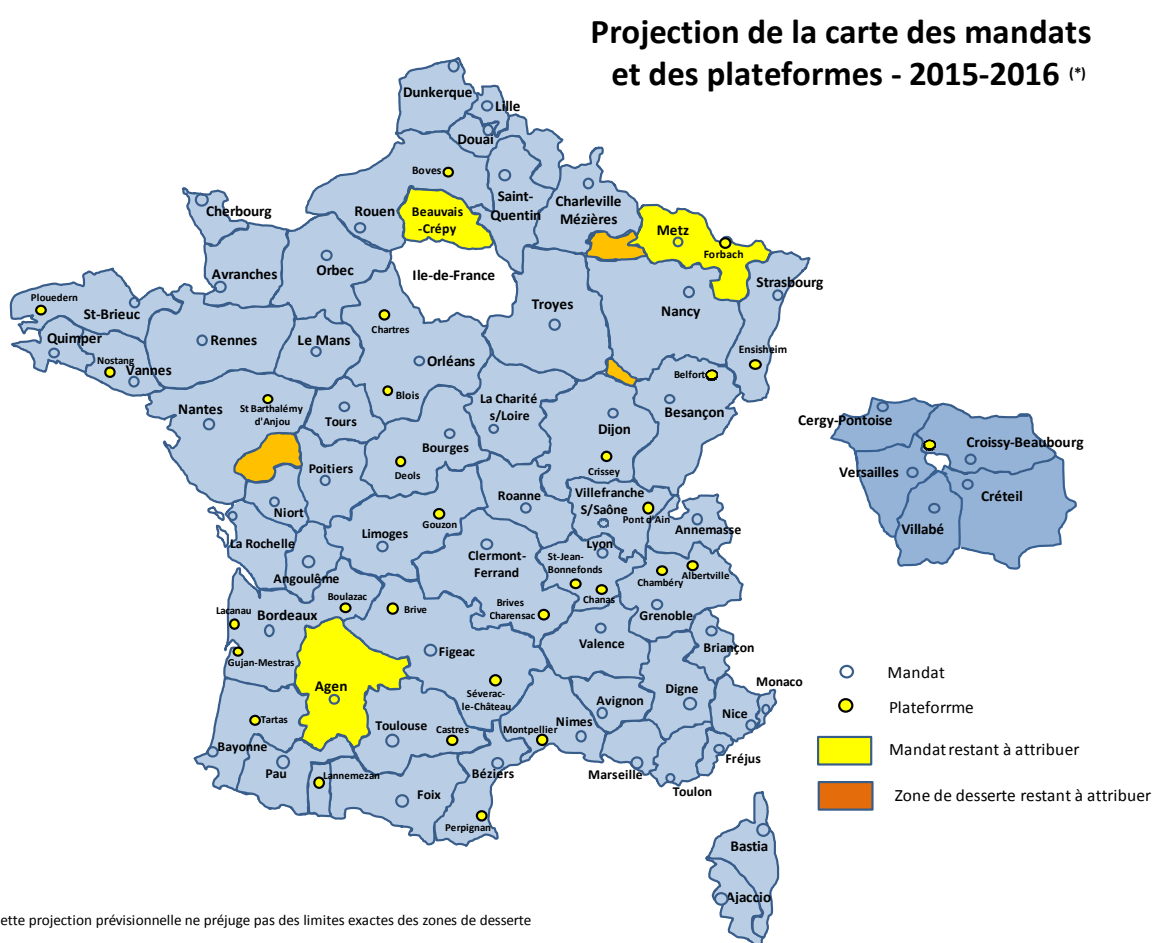 Projection de la carte des mandats
et des plateformes - 2015-2016 (*)
Dunkerque
Lille
Douai
Boves
Saint-
Quentin
Charleville
Mézières
Cherbourg
Rouen
Beauvais
-Crépy
Metz
Forbach
Avranches
Orbec
Ile-de-France
Strasbourg
Plouedern
St-Brieuc
Troyes
Nancy
Chartres
Quimper
Rennes
Le Mans
Nostang
Vannes
Orléans
Ensisheim
Belfort
Blois
La Charité
s/Loire
Besançon
Nantes
St Barthalémy
d'Anjou
Tours
Dijon
Cergy-Pontoise
Croissy-Beaubourg
Bourges
Poitiers
Deols
Crissey
Versailles
Créteil
Niort
Roanne
Villefranche
S/Saône
Pont d'Ain
Gouzon
Villabé
La Rochelle
Limoges
Annemasse
Lyon
Clermont-
Ferrand
St-Jean-
Bonnefonds
Angoulême
Chambéry
Albertville
Boulazac
Chanas
Lacanau
Bordeaux
Brive
Brives
Charensac
Grenoble
Valence
Briançon
Figeac
Gujan-Mestras
Mandat
Agen
Séverac-
le-Château
Digne
Monaco
Avignon
Nice
Plateforrme
Tartas
Toulouse
Castres
Montpellier
Nimes
Bayonne
Mandat restant à attribuer
Fréjus
Pau
Lannemezan
Béziers
Marseille
Toulon
Foix
Zone de desserte restant à attribuer
Perpignan
Bastia
Ajaccio
ette projection prévisionnelle ne préjuge pas des limites exactes des zones de desserte